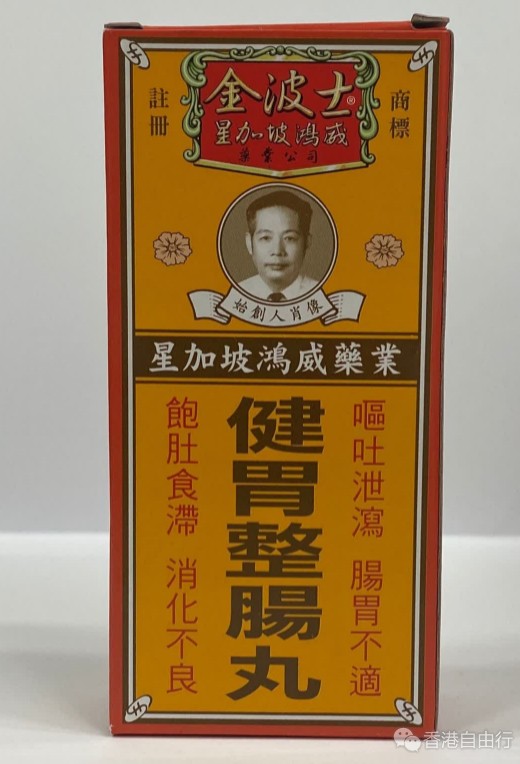 註冊
商標
金波士®
星加坡鴻威
藥業公司
始創人肖像
星加坡鴻威藥業
嘔吐泄瀉 腸胃不適
健胃整腸丸
飽肚食滯 消化不良
香港自由行